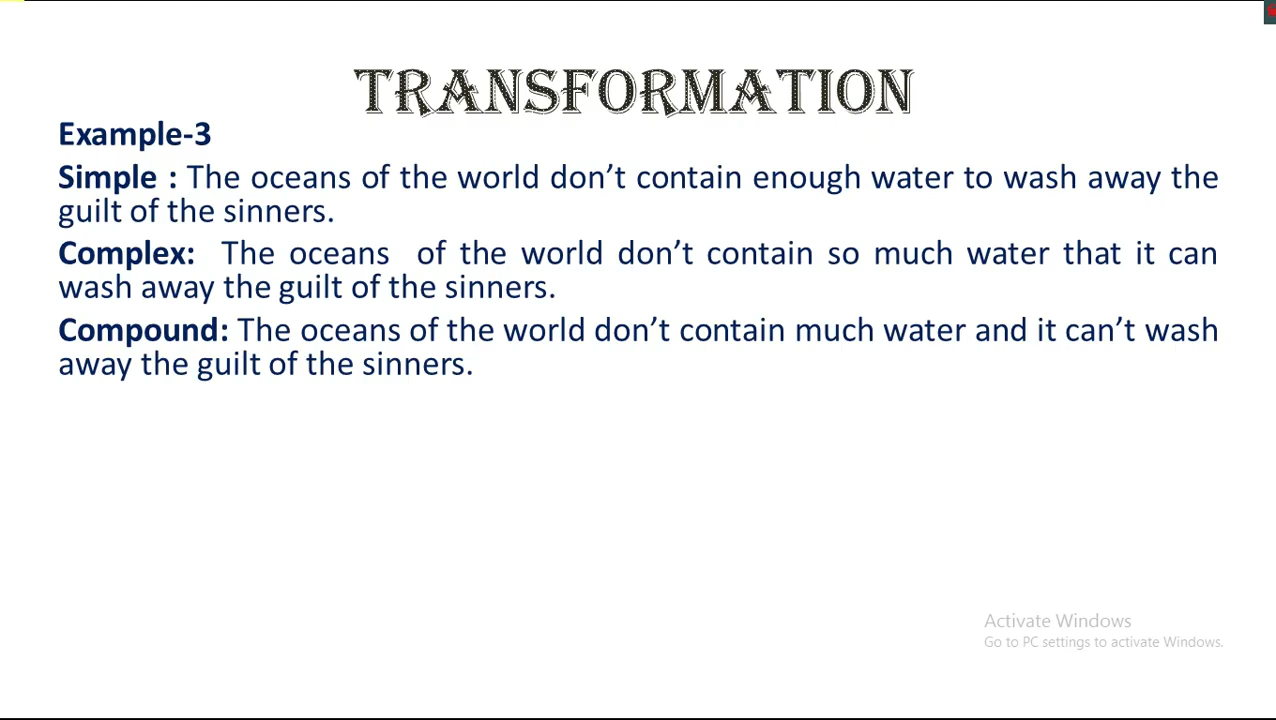 TRANSFORMATION
Example-3
Simple : The oceans of the world don’t contain enough water to wash away the
guilt of the sinners.
Complex: The oceans of the world don’t contain so much water that it can
wash away the guilt of the sinners.
Compound: The oceans of the world don’t contain much water and it can’t wash
away the guilt of the sinners.
Activate Windows
Go to PC settings to activate Windows.